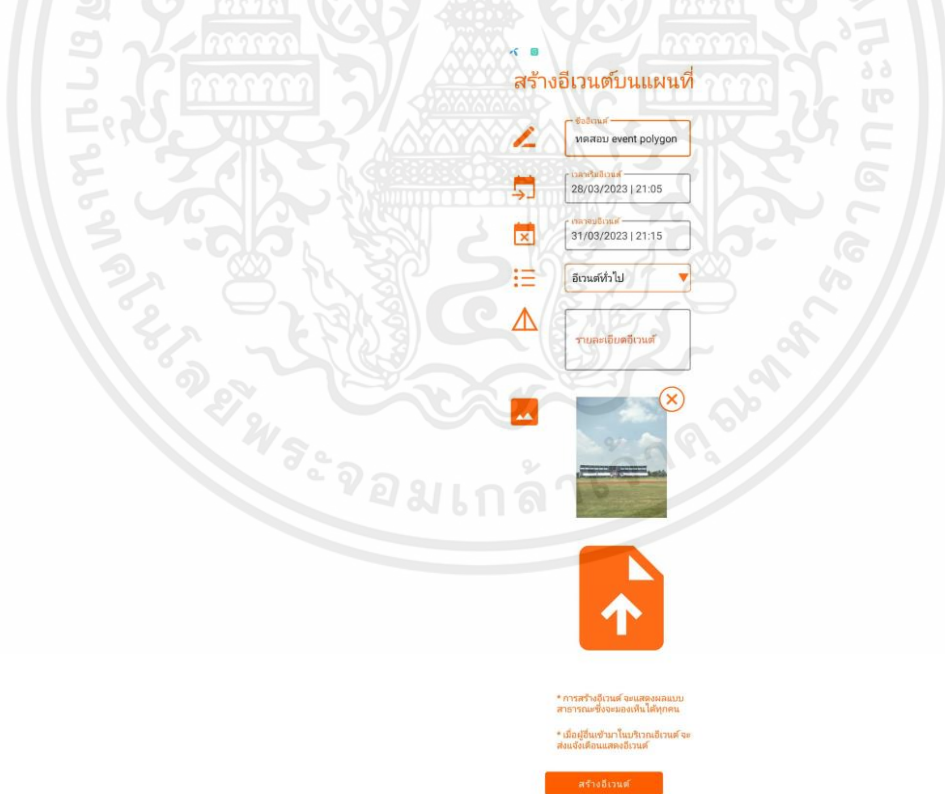 สร้างอีเวนต์บนแผนที่
ชื่ออีเวนต์
ทดสอบ event polygon
เวลาเริ่มอีเวนต์
28/03/2023 | 21:05
เวลาจบอีเวนต์
31/03/2023 | 21:15
อีเวนต์ทั่วไป
รายละเอียดอีเวนต์
* การสร้างอีเวนต์ จะแสดงผลแบบ
สาธารณะซึ่งจะมองเห็นได้ทุกคน
* เมื่อผู้อื่นเข้ามาในบริเวณอีเวนต์ จะ
ส่งแจ้งเตือนแสดงอีเวนต์
สร้างอีเวนต์